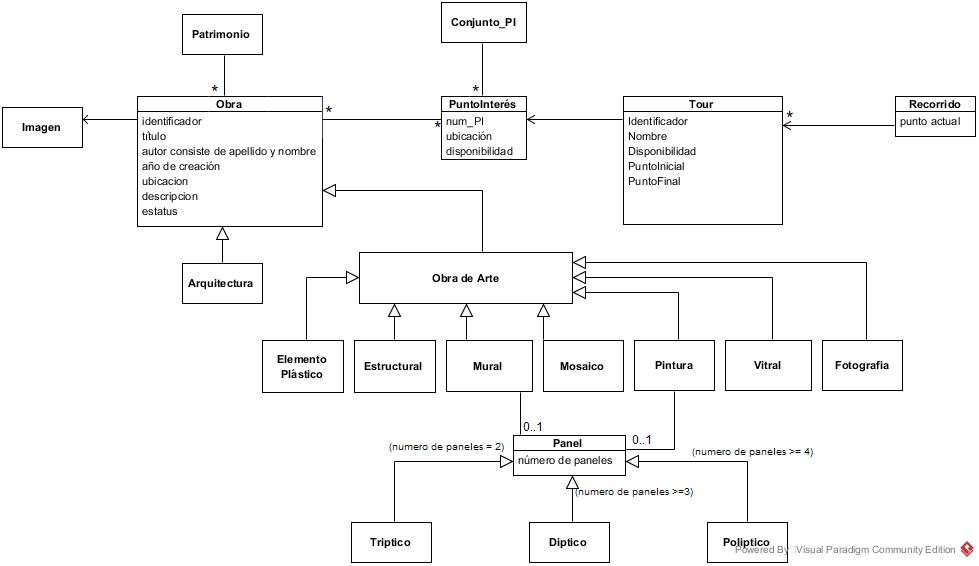 Patrimonio
Conjunto_PI
*
*
Imagen
Obra
identificador
título
autor consiste de apellido y nombre
año de creación
ubicacion
descripcion
estatus
*
*
PuntoInterés
num_PI
ubicación
disponibilidad
Tour
Identificador
Nombre
Disponibilidad
PuntoInicial
PuntoFinal
*
Recorrido
punto actual
Arquitectura
Obra de Arte
Elemento
Plástico
Estructural
Mural
Mosaico
Pintura
Vitral
Fotografia
0..1
0..1
Panel
número de paneles
(numero de paneles = 2)
(numero de paneles >= 4)
(numero de paneles >=3)
Triptico
Diptico
Poliptico
Powered By Visual Paradigm Community Edition